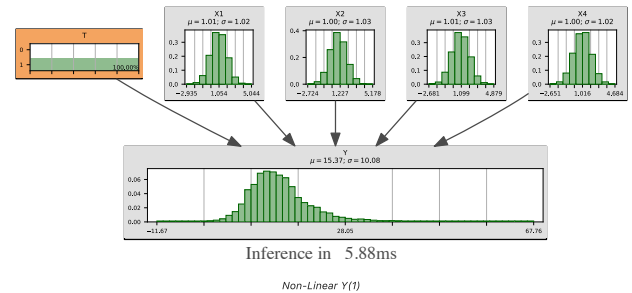 T
0
1
100.00%
X1
μ = 1.01; σ = 1.02
0.3
0.2
0.1
0.0
−2,935 1,054 5,044
X2
μ = 1.00; σ = 1.03
0.4
0.2
0.0
−2,724 1,227 5,178
X3
μ = 1.01; σ = 1.03
0.3
0.2
0.1
0.0
−2,681 1,099 4,879
X4
μ = 1.00; σ = 1.02
0.3
0.2
0.1
0.0
−2,651 1,016 4,684
Y
μ = 15.37; σ = 10.08
0.06
0.04
0.02
0.00
−11.67 28.05 67.76
Inference in 5.88ms
Non-Linear Y(1)